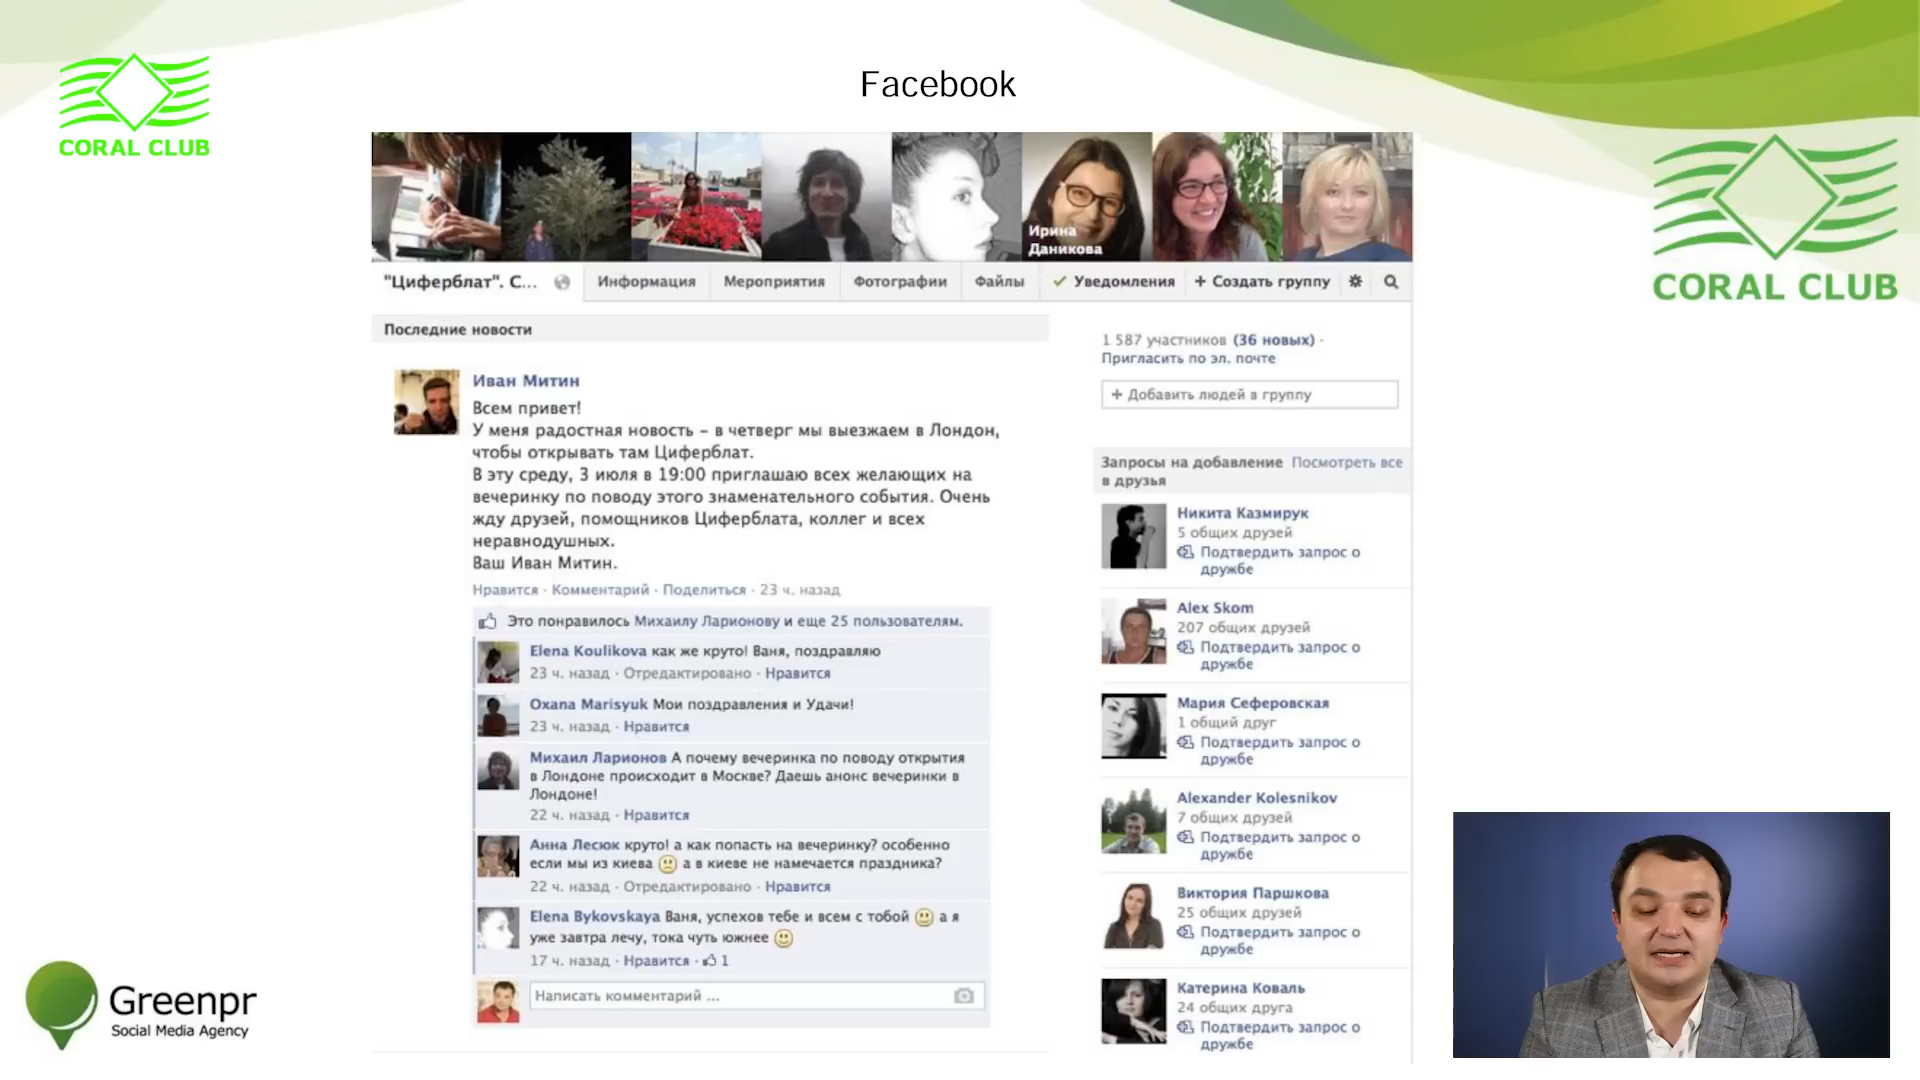 Facebook
CORAL CLUB
CORAL CLUB
Ирина
Даникова
"Циферблат". С...
Информация
Мероприятия
Фотографии
Файлы
Уведомления
+ Создать группу
Последние новости
Иван Митин
Всем привет!
У меня радостная новость – в четверг мы выезжаем в Лондон,
чтобы открывать там Циферблат.
В эту среду, 3 июля в 19:00 приглашаю всех желающих на
вечеринку по поводу этого знаменательного события. Очень
жду друзей, помощников Циферблата, коллег и всех
неравнодушных.
Ваш Иван Митин.
Нравится · Комментарий · Поделиться · 23 ч. назад
Это понравилось Михаилу Ларионову и еще 25 пользователям.
Elena Koulikova как же круто! Ваня, поздравляю
23 ч. назад · Отредактировано · Нравится
Oxana Marisyuk Мои поздравления и Удачи!
23 ч. назад · Нравится
Михаил Ларионов А почему вечеринка по поводу открытия
в Лондоне происходит в Москве? Даешь анонс вечеринки в
Лондоне!
22 ч. назад · Нравится
Анна Лесюк круто! а как попасть на вечеринку? особенно
если мы из киева а в киеве не намечается праздника?
22 ч. назад · Отредактировано · Нравится
Elena Bykovskaya Ваня, успехов тебе и всем с тобой а я
уже завтра лечу, тока чуть южнее
17 ч. назад · Нравится · 1
Написать комментарий ...
1 587 участников (36 новых) ·
Пригласить по эл. почте
+ Добавить людей в группу
Запросы на добавление Посмотреть все
в друзья
Никита Казмирук
5 общих друзей
Подтвердить запрос о
дружбе
Alex Skom
207 общих друзей
Подтвердить запрос о
дружбе
Мария Сеферовская
1 общий друг
Подтвердить запрос о
дружбе
Alexander Kolesnikov
7 общих друзей
Подтвердить запрос о
дружбе
Виктория Паршкова
25 общих друзей
Подтвердить запрос о
дружбе
Катерина Коваль
24 общих друга
Подтвердить запрос о
дружбе
Greenpr
Social Media Agency